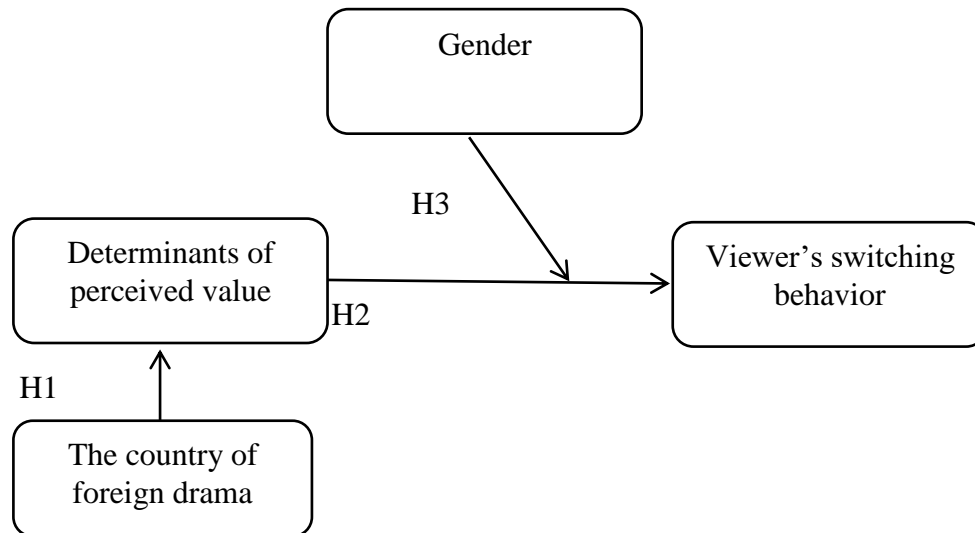 Gender
H3
Determinants of
perceived value
Viewer’s switching
behavior
H2
H1
The country of
foreign drama